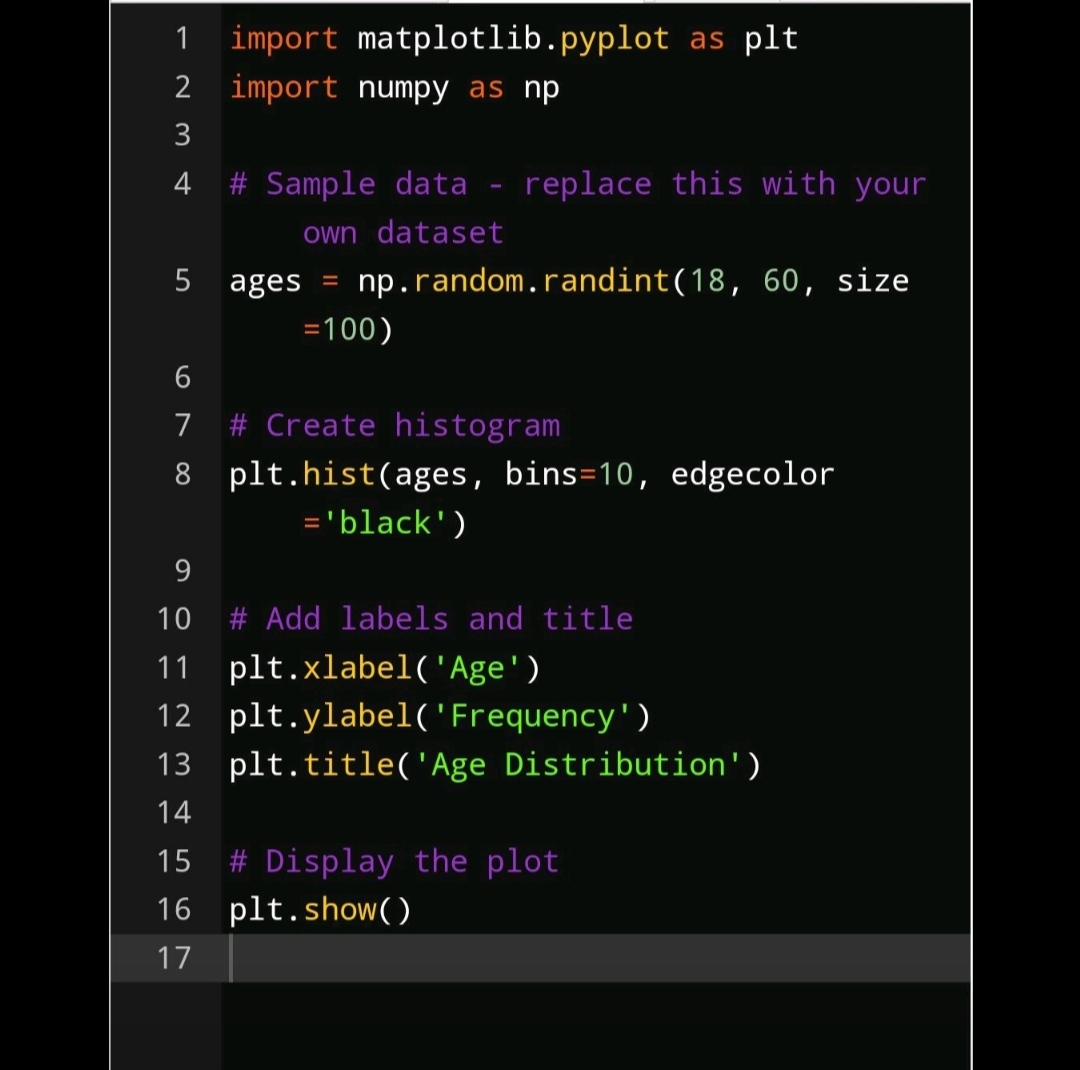 1 import matplotlib.pyplot as plt
2 import numpy as np
3
4 # Sample data - replace this with your
own dataset
5 ages = np.random.randint(18, 60, size
=100)
6
7 # Create histogram
8 plt.hist(ages, bins=10, edgecolor
='black')
9
10 # Add labels and title
11 plt.xlabel('Age')
12 plt.ylabel('Frequency')
13 plt.title('Age Distribution')
14
15 # Display the plot
16 plt.show()
17